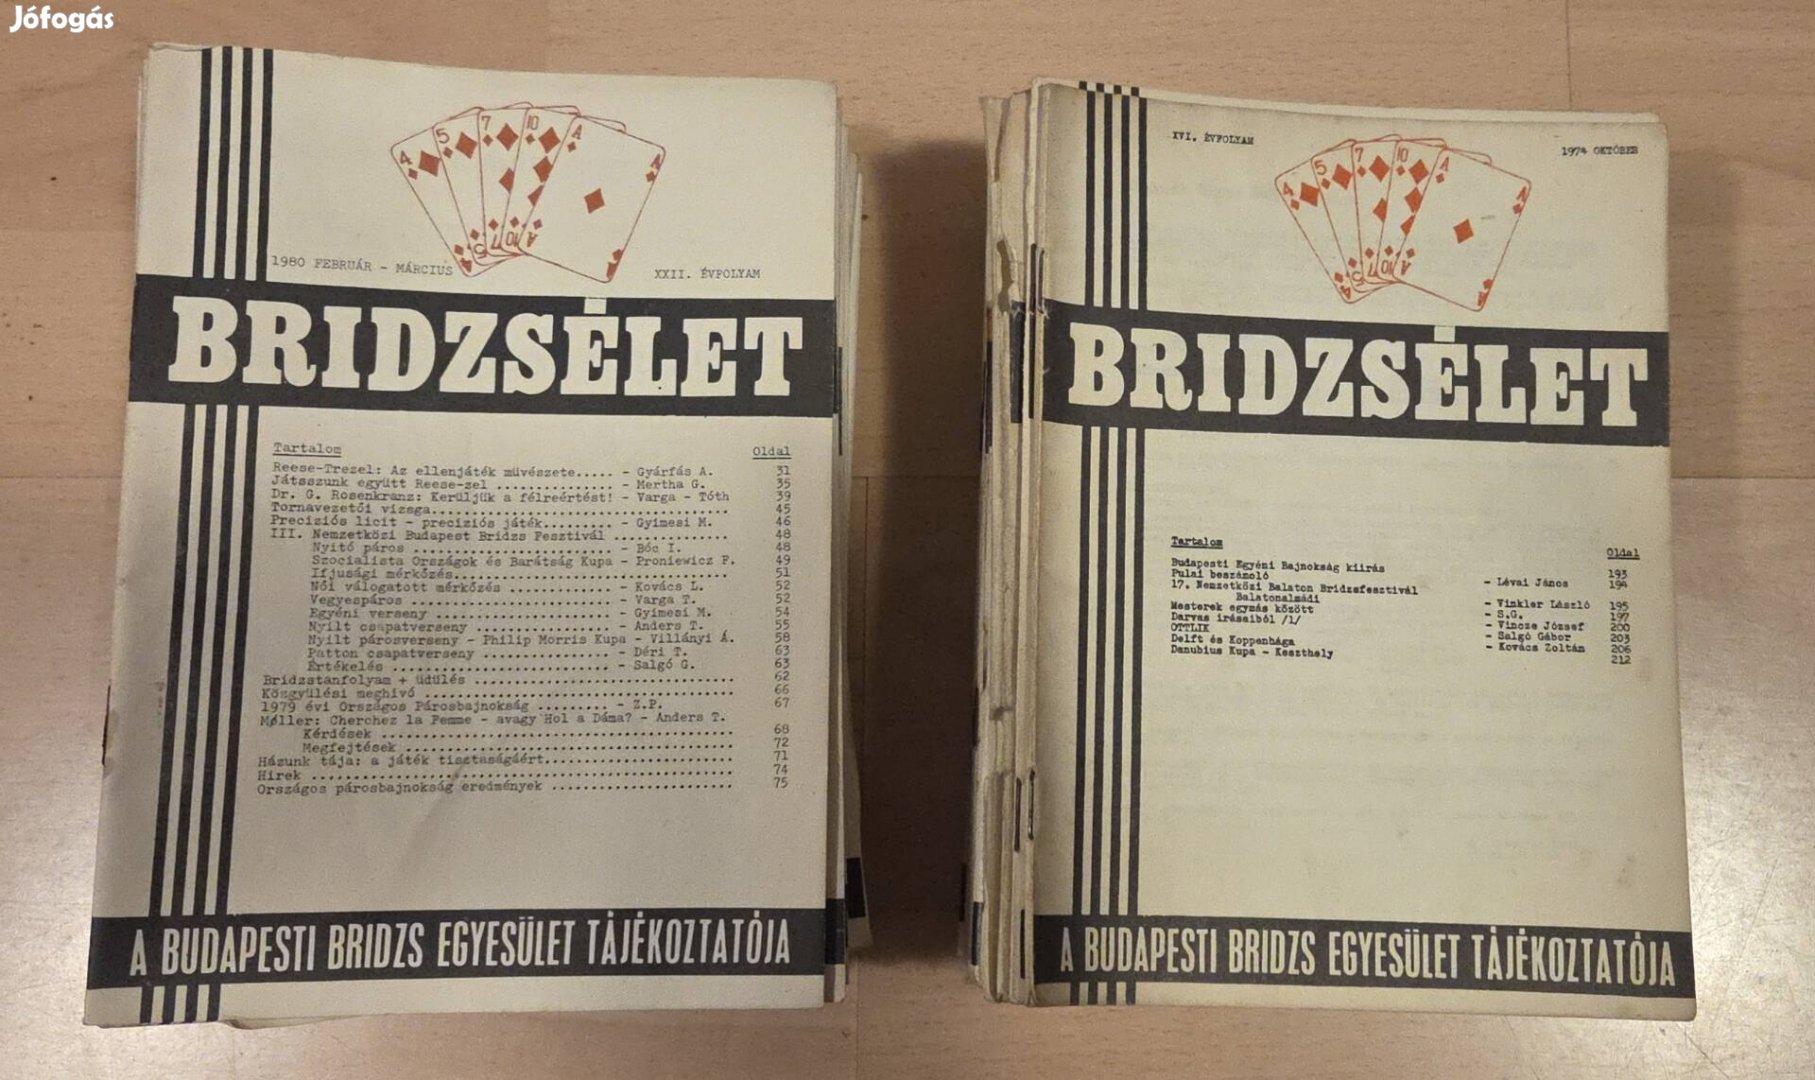 Jófogás
1980 FEBRUÁR - MÁRCIUS
XXII. ÉVFOLYAM
BRIDZSÉLET
Tartalom Oldal
Reese-Trezel: Az ellenjáték müvészete..... - Gyárfás A. 31
Játsszunk együtt Reese-zel ............... - Mertha G. 35
Dr. G. Rosenkranz: Kerüljük a félreértést! - Varga - Tóth 39
Tornavezetői vizsga...................................... 45
Preciziós licit - preciziós játék......... - Gyimesi M. 46
III. Nemzetközi Budapest Bridzs Fesztivál ............... 48
Nyitó páros ......................... - Bóc I. 48
Szocialista Országok és Barátság Kupa - Proniewicz F. 49
Ifjusági mérkőzés................................... 51
Női válogatott mérkőzés ............. - Kovács L. 52
Vegyespáros ......................... - Varga T. 52
Egyéni verseny ...................... - Gyimesi M. 54
Nyilt csapatverseny ................. - Anders T. 55
Nyilt párosverseny - Philip Morris Kupa - Villányi Á. 58
Patton csapatverseny ................ - Déri T. 63
Értékelés ........................... - Salgó G. 63
Bridzstanfolyam + üdülés ................................. 62
Közgyülési meghivó ....................................... 66
1979 évi Országos Párosbajnokság ......... - Z.P. 67
Møller: Cherchez la Femme - avagy Hol a Dáma? - Anders T.
Kérdések ............................................ 68
Megfejtések ......................................... 72
Házunk tája: a játék tisztaságáért........................ 71
Hirek .................................................... 74
Országos párosbajnokság eredmények ....................... 75
A BUDAPESTI BRIDZS EGYESÜLET TÁJÉKOZTATÓJA
XVI. ÉVFOLYAM
1974 OKTÓBER
BRIDZSÉLET
Tartalom Oldal
Budapesti Egyéni Bajnokság kiirás 193
Pulai beszámoló - Lévai János 194
17. Nemzetközi Balaton Bridzsfesztivál
Balatonalmádi - Vinkler László 195
Mesterek egymás között - S.G. 197
Darvas irásaiból /1/ - Vincze József 200
OTTLIK - Salgó Gábor 203
Delft és Koppenhága - Kovács Zoltán 206
Danubius Kupa - Keszthely 212
A BUDAPESTI BRIDZS EGYESÜLET TÁJÉKOZTATÓJA